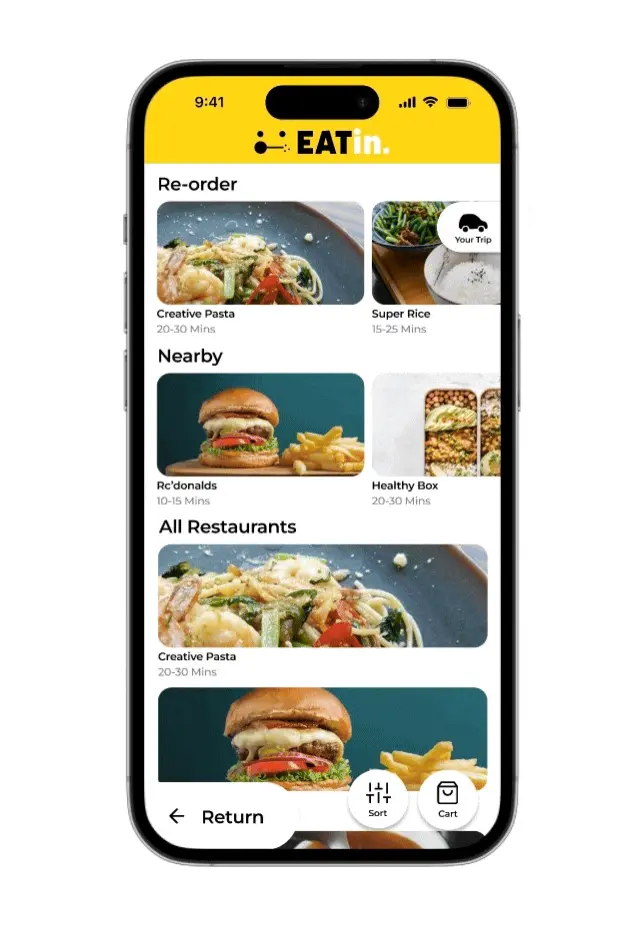 9:41
EATin.
Re-order
Your Trip
Creative Pasta
20-30 Mins
Super Rice
15-25 Mins
Nearby
Rc'donalds
10-15 Mins
Healthy Box
20-30 Mins
All Restaurants
Creative Pasta
20-30 Mins
Return
Sort
Cart